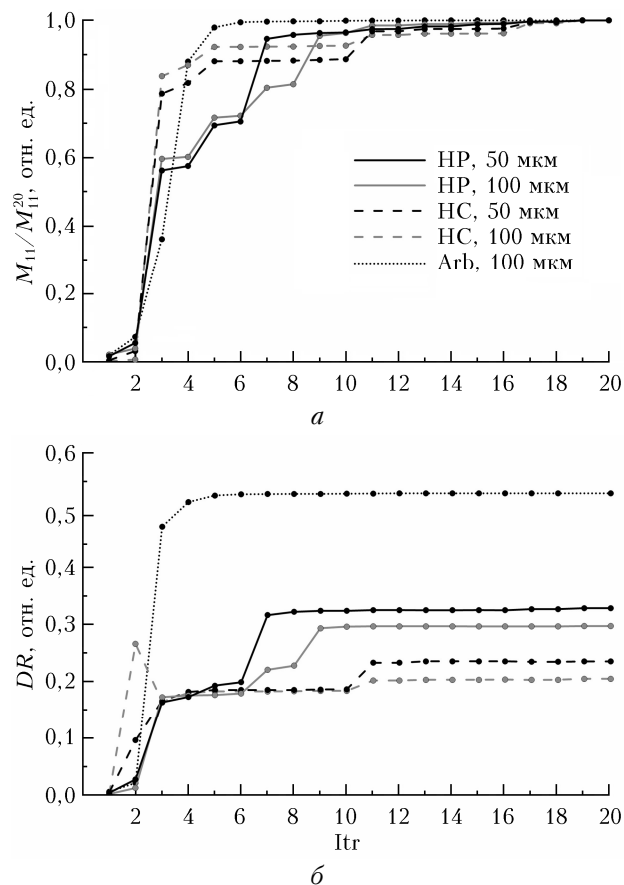 1,0
0,8
0,6
0,4
0,2
0,0
M₁₁/M₁₁²⁰, отн. ед.
HP, 50 мкм
HP, 100 мкм
HC, 50 мкм
HC, 100 мкм
Arb, 100 мкм
2 4 6 8 10 12 14 16 18 20
а
0,6
0,5
0,4
0,3
0,2
0,1
0,0
DR, отн. ед.
2 4 6 8 10 12 14 16 18 20
Itr
б